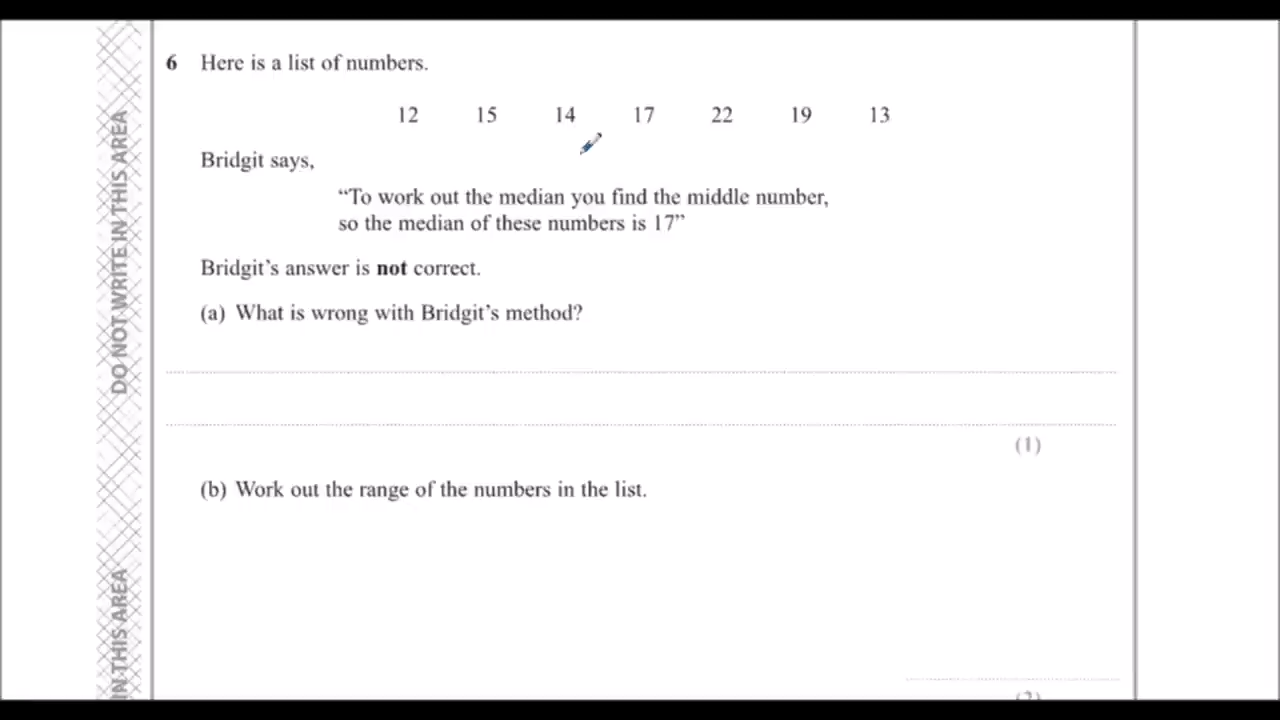 6 Here is a list of numbers.
12 15 14 17 22 19 13
Bridgit says,
“To work out the median you find the middle number,
so the median of these numbers is 17”
Bridgit’s answer is not correct.
(a) What is wrong with Bridgit’s method?
(1)
(b) Work out the range of the numbers in the list.
DO NOT WRITE IN THIS AREA
IN THIS AREA